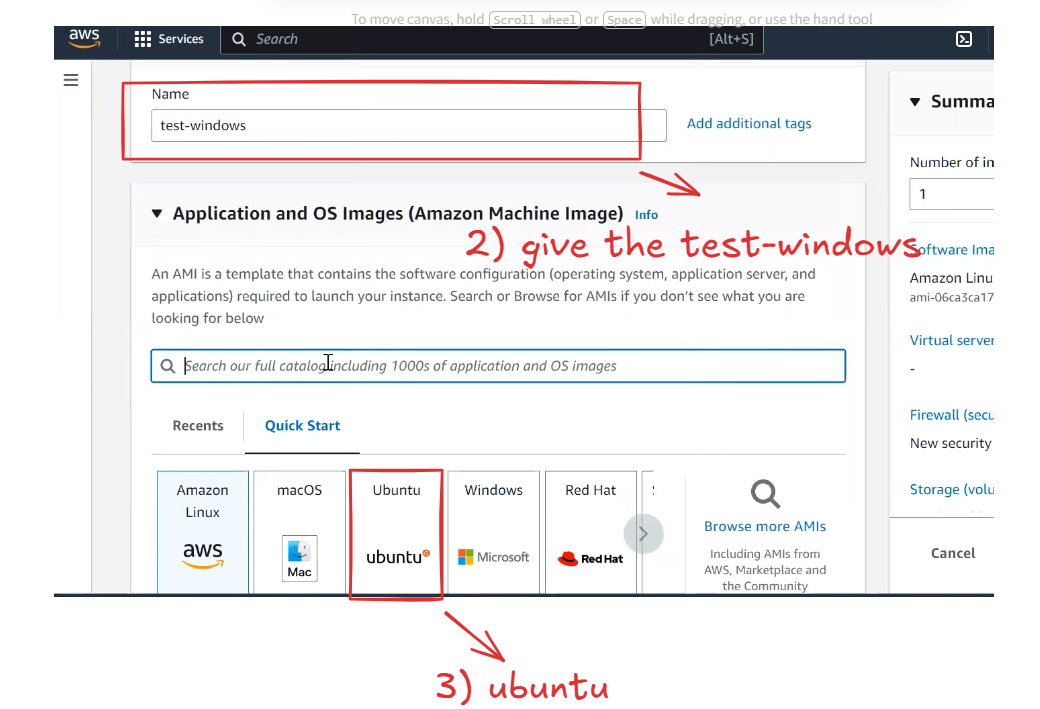 To move canvas, hold Scroll wheel or Space while dragging, or use the hand tool
aws Services Search [Alt+S]
Name
test-windows
Add additional tags
Application and OS Images (Amazon Machine Image) Info
2) give the test-windows
An AMI is a template that contains the software configuration (operating system, application server, and
applications) required to launch your instance. Search or Browse for AMIs if you don't see what you are
looking for below
Search our full catalog including 1000s of application and OS images
Recents Quick Start
Amazon
Linux
aws
macOS
Mac
Ubuntu
ubuntu
Windows
Microsoft
Red Hat
Red Hat
Browse more AMIs
Including AMIs from
AWS, Marketplace and
the Community
Summa
Number of in
1
Software Ima
Amazon Linu
ami-06ca3ca17
Virtual server
-
Firewall (secu
New security
Storage (volu
Cancel
3) ubuntu